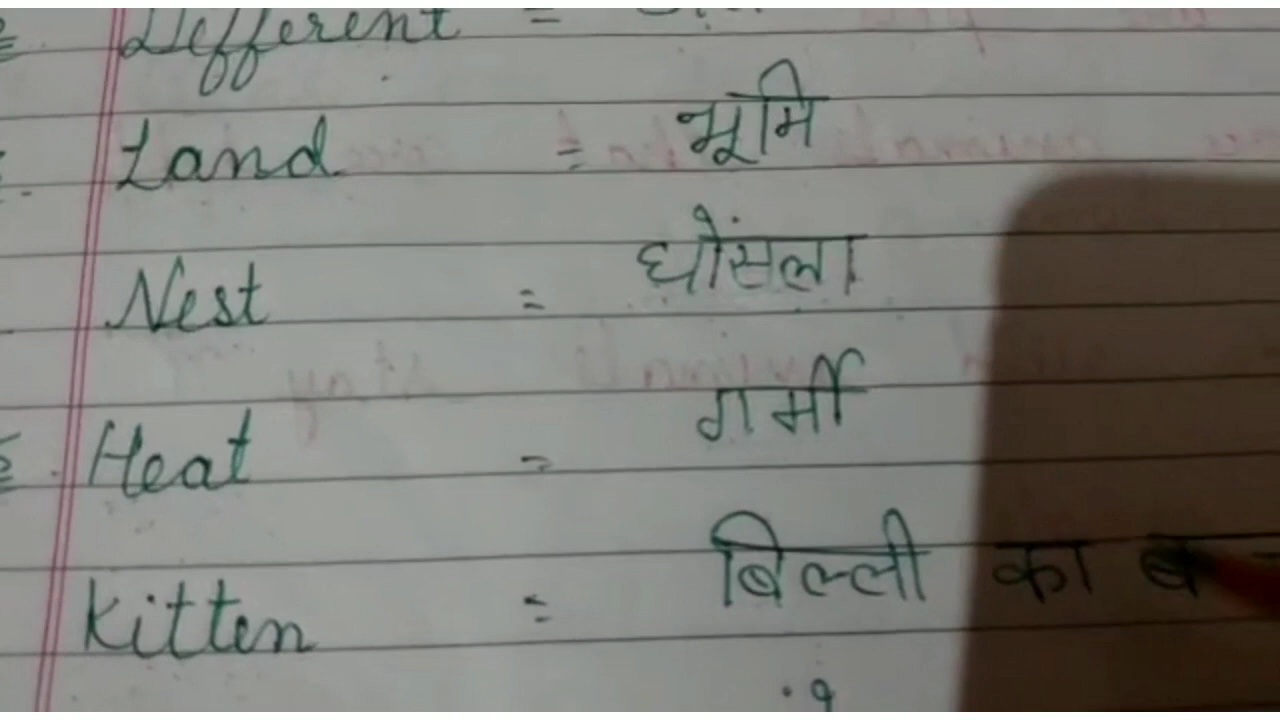 Different =
Land = भूमि
Nest = घोंसला
Heat = गर्मी
Kitten = बिल्ली का